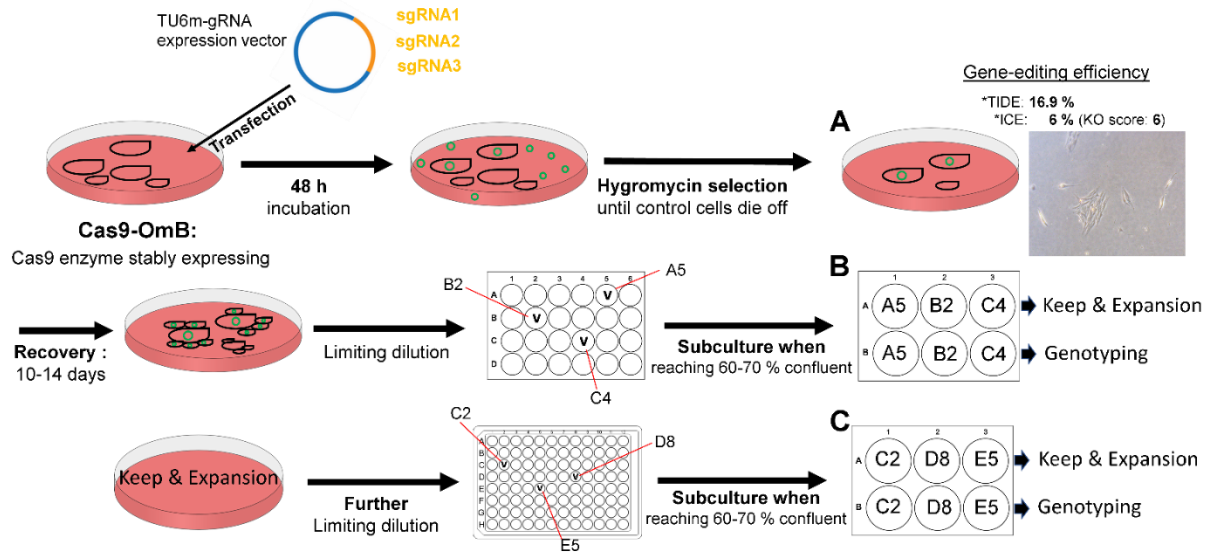 TU6m-gRNA
expression vector
sgRNA1
sgRNA2
sgRNA3
Transfection
Gene-editing efficiency
*TIDE: 16.9 %
*ICE: 6 % (KO score: 6)
A
48 h
incubation
Hygromycin selection
until control cells die off
Cas9-OmB:
Cas9 enzyme stably expressing
Recovery :
10-14 days
Limiting dilution
1 2 3 4 5 6
A
B
C
D
V
V
V
B2
A5
C4
Subculture when
reaching 60-70 % confluent
B
1 2 3
A A5 B2 C4 Keep & Expansion
B A5 B2 C4 Genotyping
Keep & Expansion
Further
Limiting dilution
C2
D8
E5
A
B
C
D
E
F
G
H
V
V
V
Subculture when
reaching 60-70 % confluent
C
1 2 3
A C2 D8 E5 Keep & Expansion
B C2 D8 E5 Genotyping